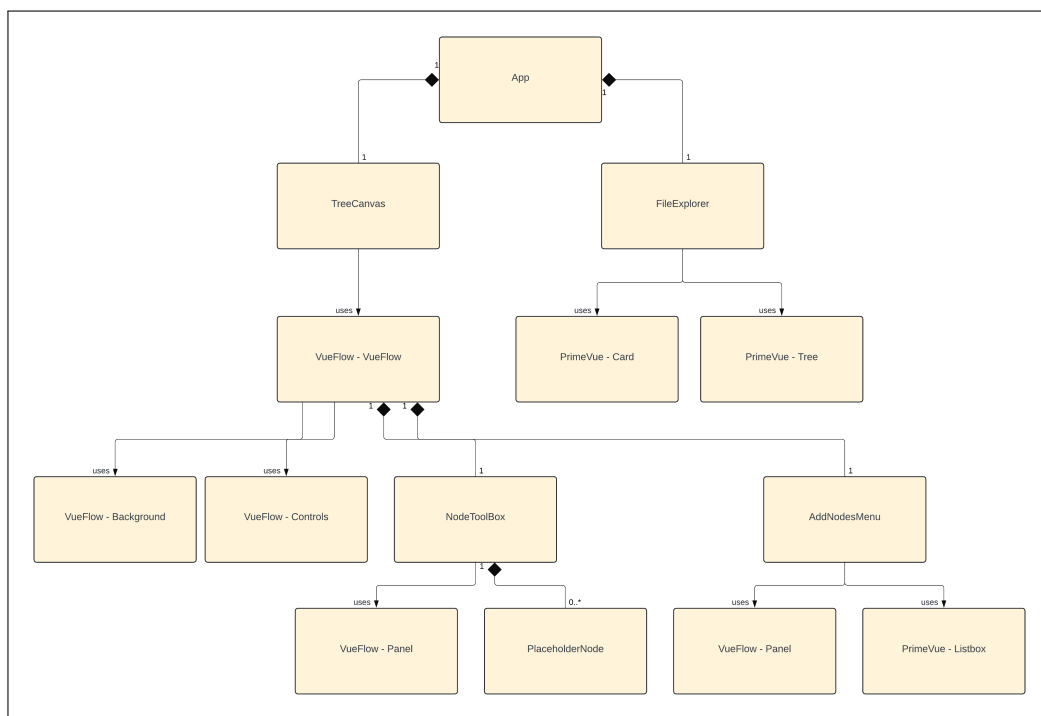 App
1
1
1
1
TreeCanvas
FileExplorer
uses
uses
uses
VueFlow - VueFlow
PrimeVue - Card
PrimeVue - Tree
1
1
uses
uses
1
1
VueFlow - Background
VueFlow - Controls
NodeToolBox
AddNodesMenu
1
uses
0..*
uses
uses
VueFlow - Panel
PlaceholderNode
VueFlow - Panel
PrimeVue - Listbox